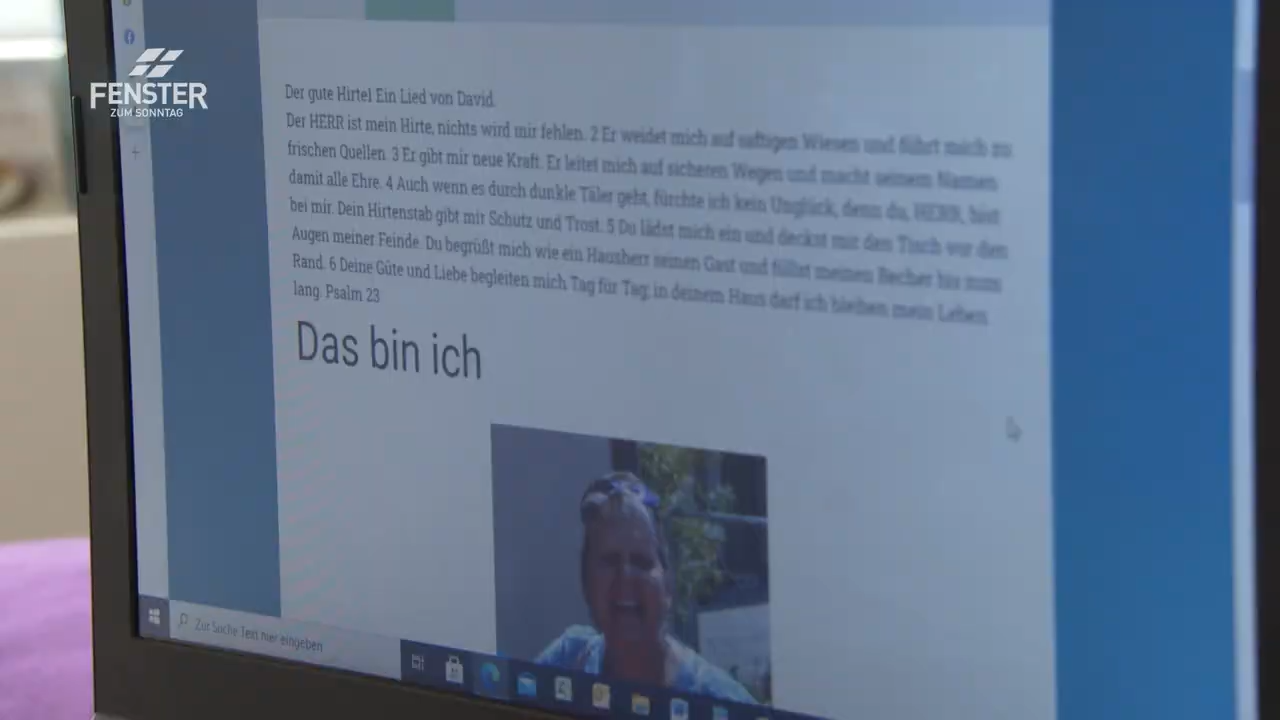 FENSTER
ZUM SONNTAG
Der gute Hirte! Ein Lied von David.
Der HERR ist mein Hirte, nichts wird mir fehlen. 2 Er weidet mich auf saftigen Wiesen und führt mich zu
frischen Quellen. 3 Er gibt mir neue Kraft. Er leitet mich auf sicheren Wegen und macht seinem Namen
damit alle Ehre. 4 Auch wenn es durch dunkle Täler geht, fürchte ich kein Unglück, denn du, HERR, bist
bei mir. Dein Hirtenstab gibt mir Schutz und Trost. 5 Du lädst mich ein und deckst mir den Tisch vor den
Augen meiner Feinde. Du begrüßt mich wie ein Hausherr seinen Gast und füllst meinen Becher bis zum
Rand. 6 Deine Güte und Liebe begleiten mich Tag für Tag; in deinem Haus darf ich bleiben mein Leben
lang. Psalm 23
Das bin ich
Zur Suche Text hier eingeben